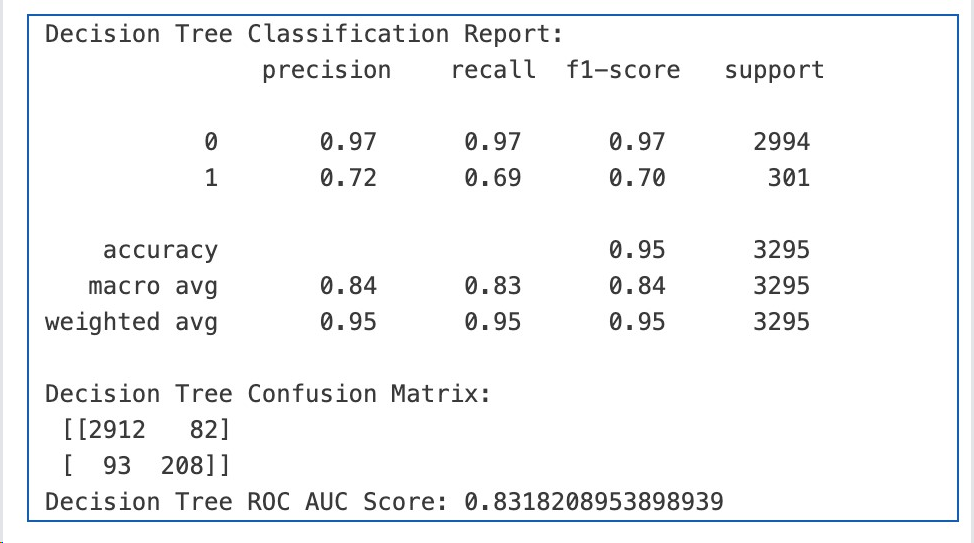 Decision Tree Classification Report:
              precision    recall  f1-score   support

           0       0.97      0.97      0.97      2994
           1       0.72      0.69      0.70       301

    accuracy                           0.95      3295
   macro avg       0.84      0.83      0.84      3295
weighted avg       0.95      0.95      0.95      3295

Decision Tree Confusion Matrix:
 [[2912   82]
 [  93  208]]
Decision Tree ROC AUC Score: 0.8318208953898939